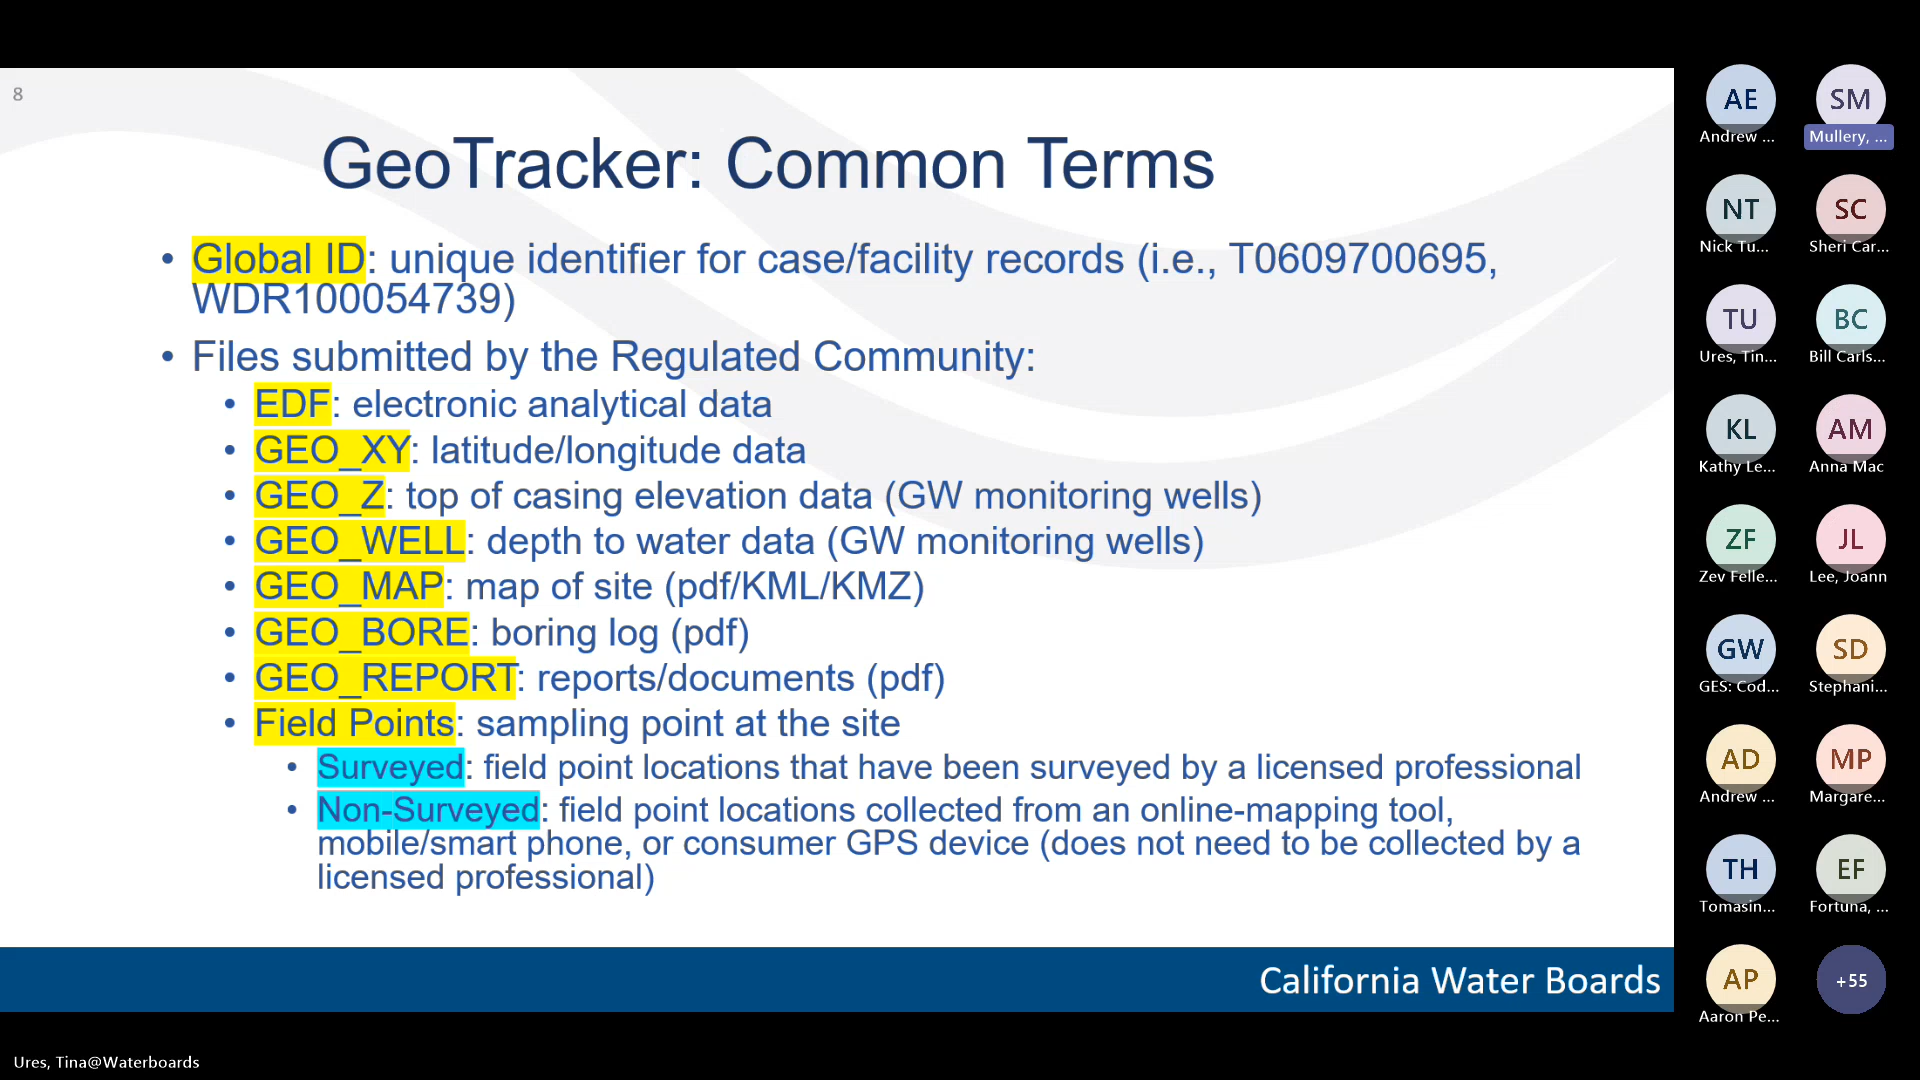 8
GeoTracker: Common Terms
• Global ID: unique identifier for case/facility records (i.e., T0609700695,
WDR100054739)
• Files submitted by the Regulated Community:
• EDF: electronic analytical data
• GEO_XY: latitude/longitude data
• GEO_Z: top of casing elevation data (GW monitoring wells)
• GEO_WELL: depth to water data (GW monitoring wells)
• GEO_MAP: map of site (pdf/KML/KMZ)
• GEO_BORE: boring log (pdf)
• GEO_REPORT: reports/documents (pdf)
• Field Points: sampling point at the site
• Surveyed: field point locations that have been surveyed by a licensed professional
• Non-Surveyed: field point locations collected from an online-mapping tool,
mobile/smart phone, or consumer GPS device (does not need to be collected by a
licensed professional)
California Water Boards
Ures, Tina@Waterboards
AE
Andrew ...
SM
Mullery, ...
NT
Nick Tu...
SC
Sheri Car...
TU
Ures, Tin...
BC
Bill Carls...
KL
Kathy Le...
AM
Anna Mac
ZF
Zev Felle...
JL
Lee, Joann
GW
GES: Cod...
SD
Stephani...
AD
Andrew ...
MP
Margare...
TH
Tomasin...
EF
Fortuna, ...
AP
Aaron Pe...
+55